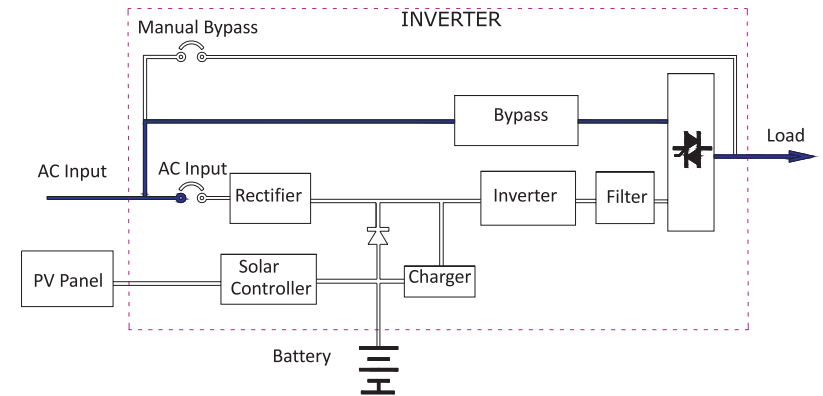 INVERTER
Manual Bypass
Bypass
Load
AC Input
AC Input
Rectifier
Inverter
Filter
PV Panel
Solar
Controller
Charger
Battery